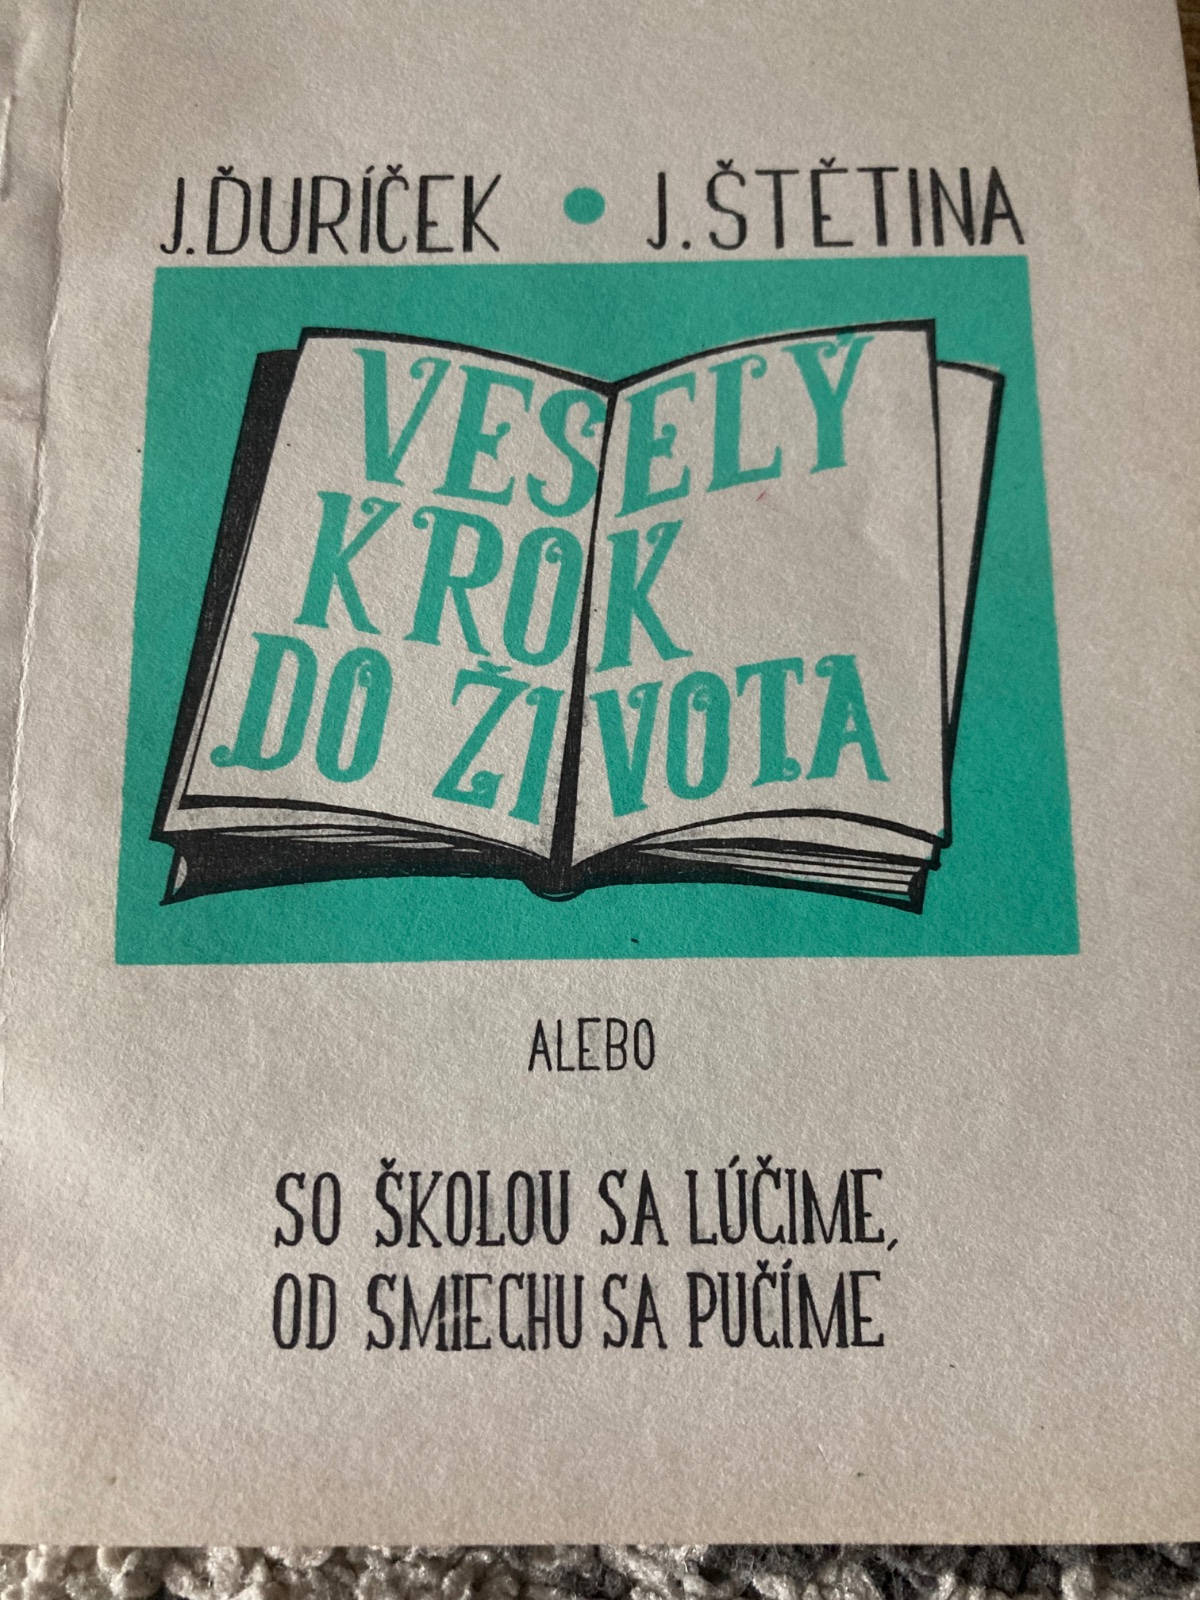 J. ĎURÍČEK • J. ŠTĚTINA
VESELÝ
KROK
DO ŽIVOTA
ALEBO
SO ŠKOLOU SA LÚČIME,
OD SMIECHU SA PUČÍME